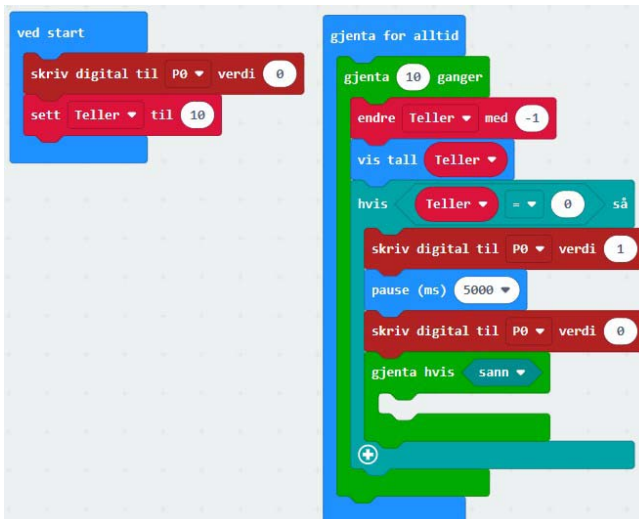 ved start
skriv digital til P0 verdi 0
sett Teller til 10
gjenta for alltid
gjenta 10 ganger
endre Teller med -1
vis tall Teller
hvis Teller = 0 så
skriv digital til P0 verdi 1
pause (ms) 5000
skriv digital til P0 verdi 0
gjenta hvis sann